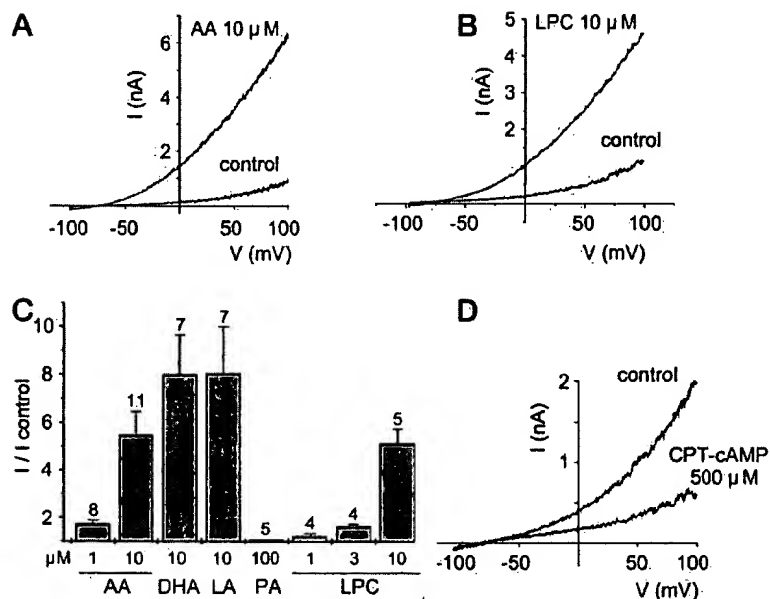 A
AA 10 µM
I (nA)
6
4
2
control
-100 -50 50 100
V (mV)
B
LPC 10 µM
I (nA)
5
4
3
2
1
control
-100 -50 50 100
V (mV)
C
I / I control
10
8
6
4
2
8 11 7 7 5 4 4 5
µM 1 10 10 10 100 1 3 10
AA DHA LA PA LPC
D
I (nA)
2
1
control
CPT-cAMP
500 µM
-100 -50 50 100
V (mV)